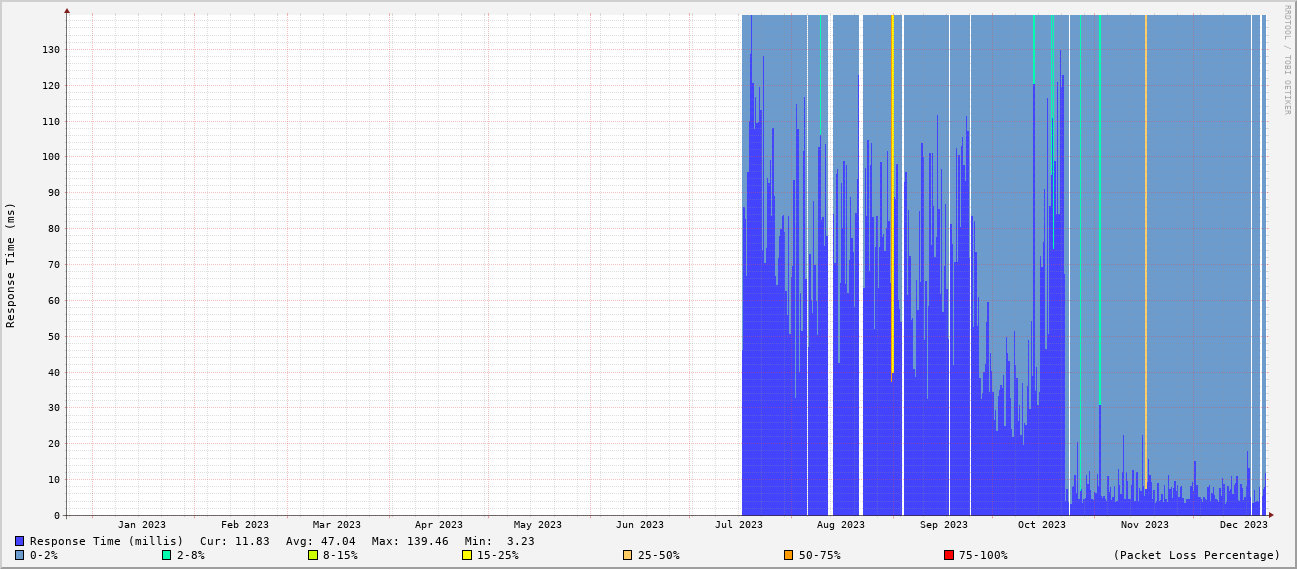 RRDTOOL / TOBI OETIKER
Response Time (ms)
130
120
110
100
90
80
70
60
50
40
30
20
10
0
Jan 2023 Feb 2023 Mar 2023 Apr 2023 May 2023 Jun 2023 Jul 2023 Aug 2023 Sep 2023 Oct 2023 Nov 2023 Dec 2023
Response Time (millis) Cur: 11.83 Avg: 47.04 Max: 139.46 Min: 3.23
0-2% 2-8% 8-15% 15-25% 25-50% 50-75% 75-100% (Packet Loss Percentage)